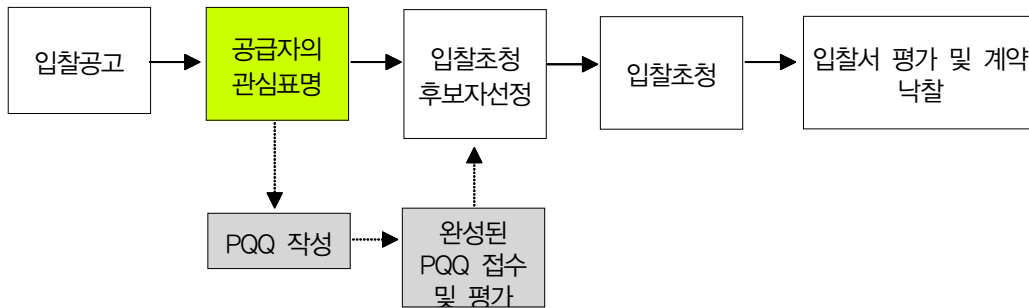 입찰공고
공급자의
관심표명
입찰초청
후보자선정
입찰초청
입찰서 평가 및 계약
낙찰
PQQ 작성
완성된
PQQ 접수
및 평가